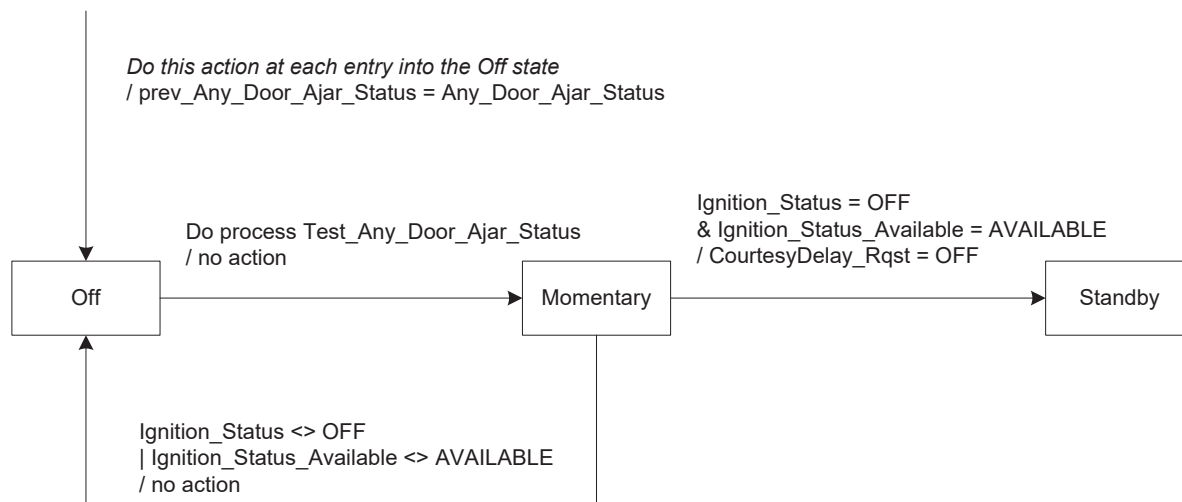 Do this action at each entry into the Off state
/ prev_Any_Door_Ajar_Status = Any_Door_Ajar_Status
Ignition_Status = OFF
& Ignition_Status_Available = AVAILABLE
/ CourtesyDelay_Rqst = OFF
Do process Test_Any_Door_Ajar_Status
/ no action
Off
Momentary
Standby
Ignition_Status <> OFF
| Ignition_Status_Available <> AVAILABLE
/ no action